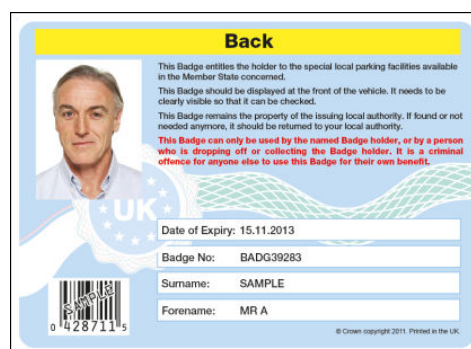 Back
This Badge entitles the holder to the special local parking facilities available
in the Member State concerned.
This Badge should be displayed at the front of the vehicle. It needs to be
clearly visible so that it can be checked.
This Badge remains the property of the issuing local authority. If found or not
needed anymore, it should be returned to your local authority.
This Badge can only be used by the named Badge holder, or by a person
who is dropping off or collecting the Badge holder. It is a criminal
offence for anyone else to use this Badge for their own benefit.
UK
Date of Expiry: 15.11.2013
Badge No: BADG39283
Surname: SAMPLE
Forename: MR A
SAMPLE
0 428711 5
© Crown copyright 2011. Printed in the UK.